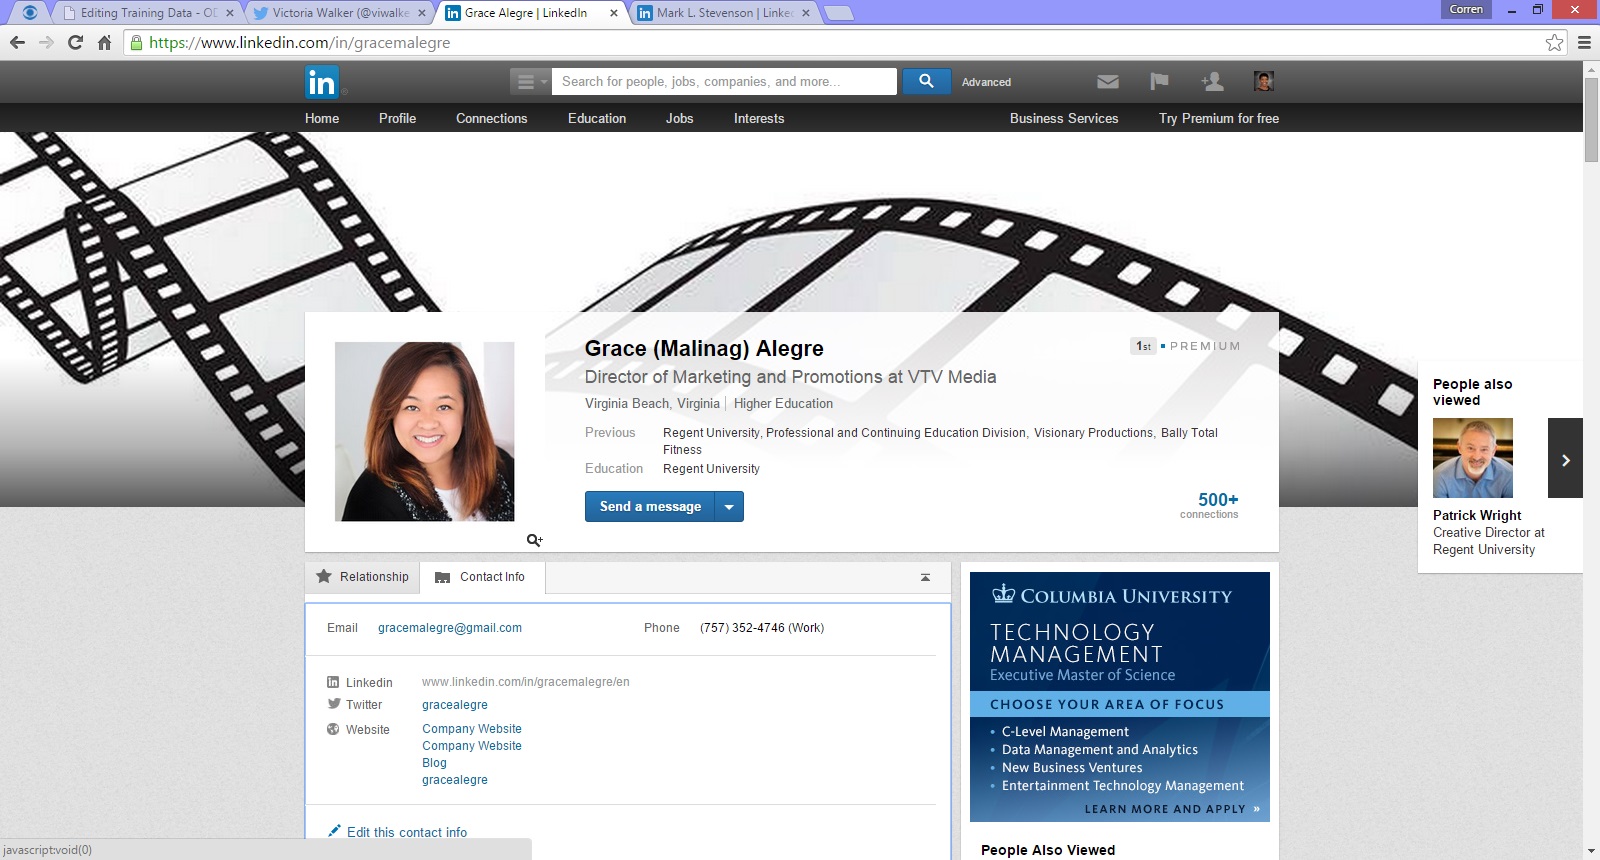 Editing Training Data - OD
Victoria Walker (@viwalke
Grace Alegre | LinkedIn
Mark L. Stevenson | Linked
Corren
https://www.linkedin.com/in/gracemalegre
in
Search for people, jobs, companies, and more...
Advanced
Home Profile Connections Education Jobs Interests Business Services Try Premium for free
Grace (Malinag) Alegre
1st PREMIUM
Director of Marketing and Promotions at VTV Media
Virginia Beach, Virginia | Higher Education
Previous Regent University, Professional and Continuing Education Division, Visionary Productions, Bally Total
Fitness
Education Regent University
Send a message
500+
connections
People also
viewed
Patrick Wright
Creative Director at
Regent University
Relationship Contact Info
Email gracemalegre@gmail.com Phone (757) 352-4746 (Work)
Linkedin www.linkedin.com/in/gracemalegre/en
Twitter gracealegre
Website Company Website
Company Website
Blog
gracealegre
Edit this contact info
COLUMBIA UNIVERSITY
TECHNOLOGY
MANAGEMENT
Executive Master of Science
CHOOSE YOUR AREA OF FOCUS
• C-Level Management
• Data Management and Analytics
• New Business Ventures
• Entertainment Technology Management
LEARN MORE AND APPLY »
People Also Viewed
javascript:void(0)